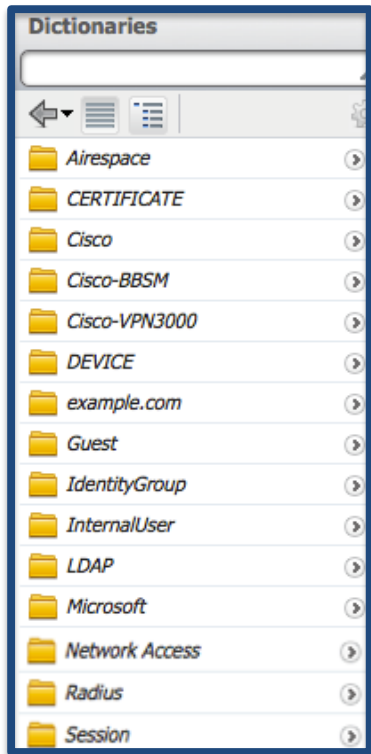 Dictionaries
Airespace
CERTIFICATE
Cisco
Cisco-BBSM
Cisco-VPN3000
DEVICE
example.com
Guest
IdentityGroup
InternalUser
LDAP
Microsoft
Network Access
Radius
Session